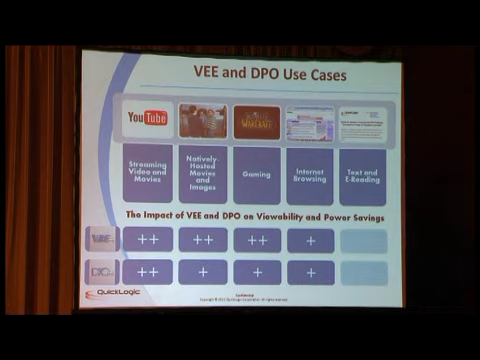 VEE and DPO Use Cases
YouTube
WARCRAFT
Streaming
Video and
Movies
Natively-
Hosted
Movies
and
Images
Gaming
Internet
Browsing
Text and
E-Reading
The Impact of VEE and DPO on Viewability and Power Savings
VEE
++
++
++
+
DPO
++
+
+
+
QUICKLOGIC
Confidential